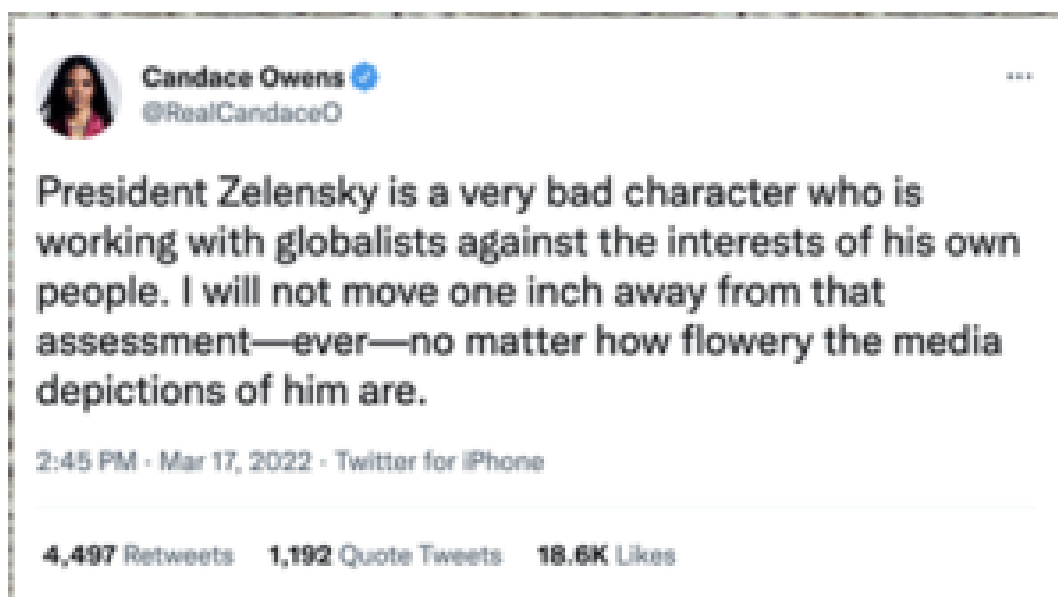 Candace Owens
@RealCandaceO
President Zelensky is a very bad character who is
working with globalists against the interests of his own
people. I will not move one inch away from that
assessment—ever—no matter how flowery the media
depictions of him are.
2:45 PM · Mar 17, 2022 · Twitter for iPhone
4,497 Retweets 1,192 Quote Tweets 18.6K Likes